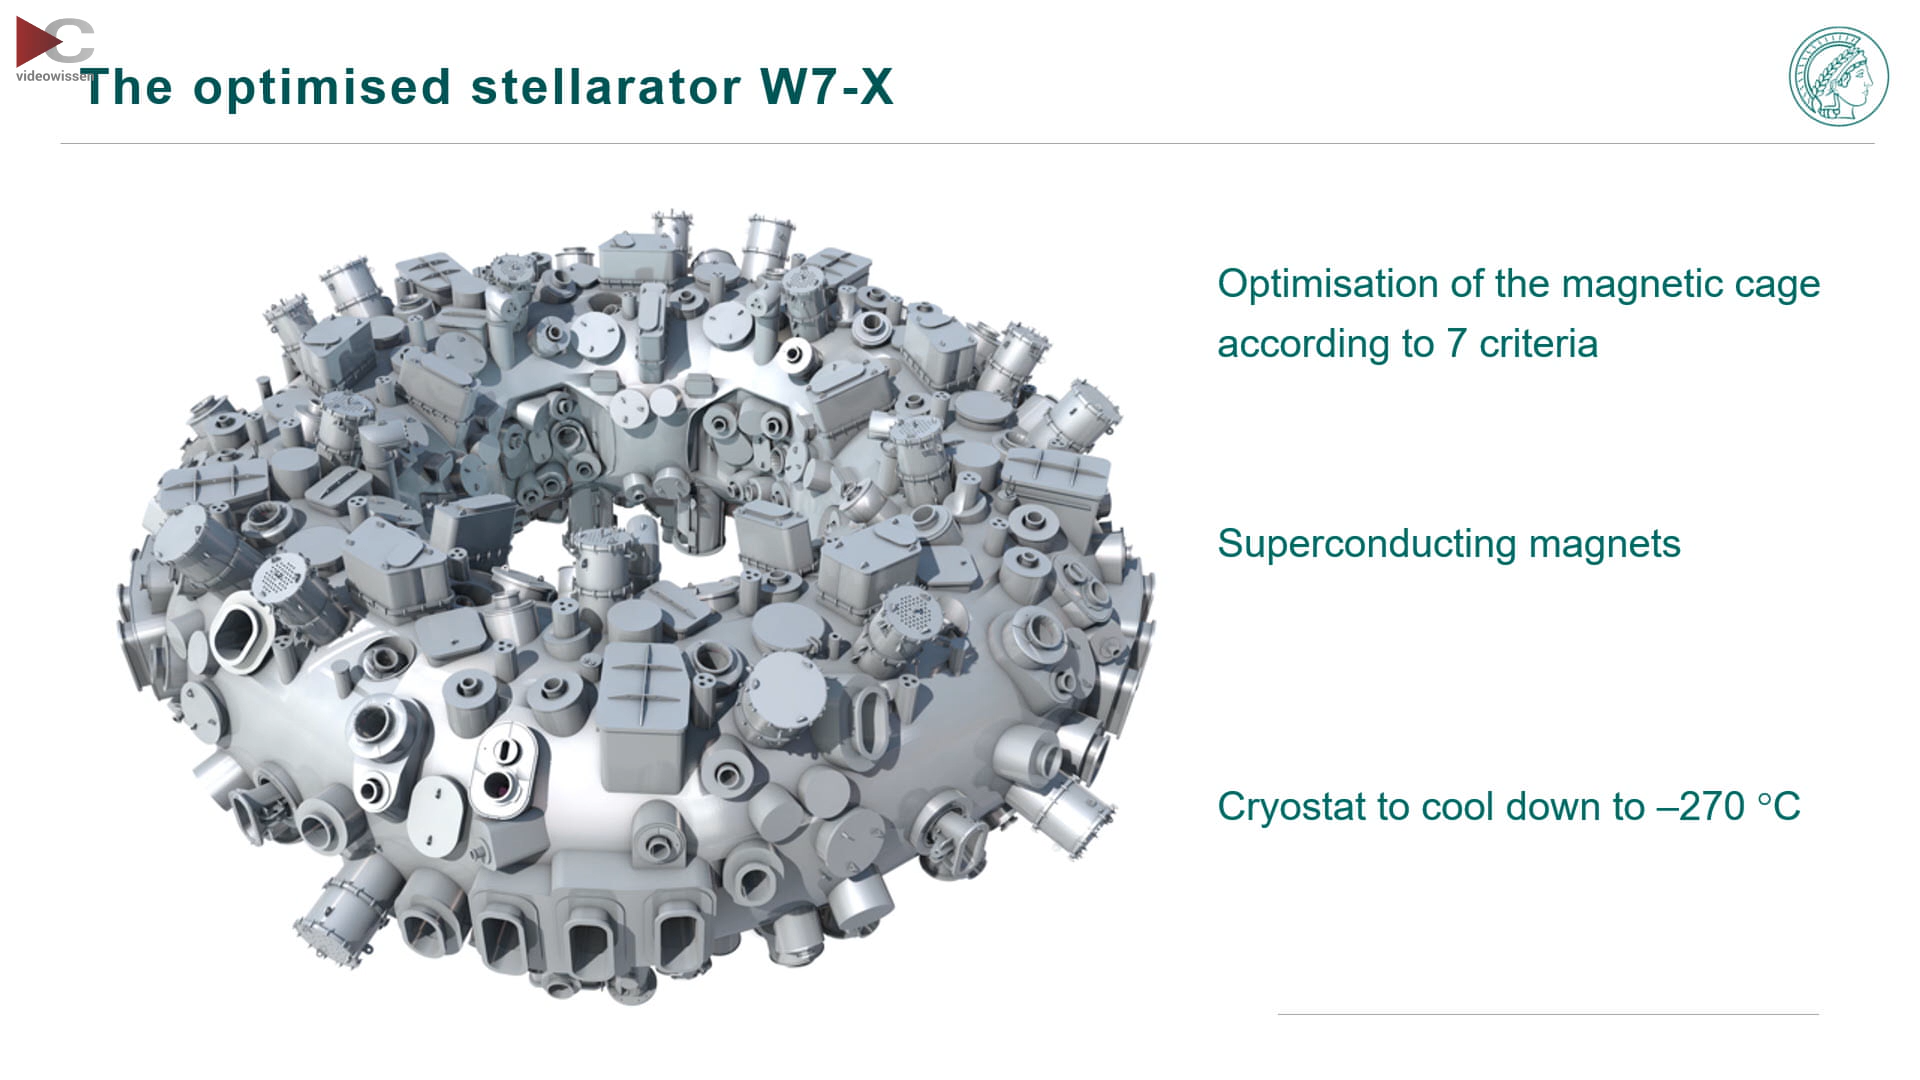 C
videowissen
The optimised stellarator W7-X
Optimisation of the magnetic cage
according to 7 criteria
Superconducting magnets
Cryostat to cool down to –270 °C